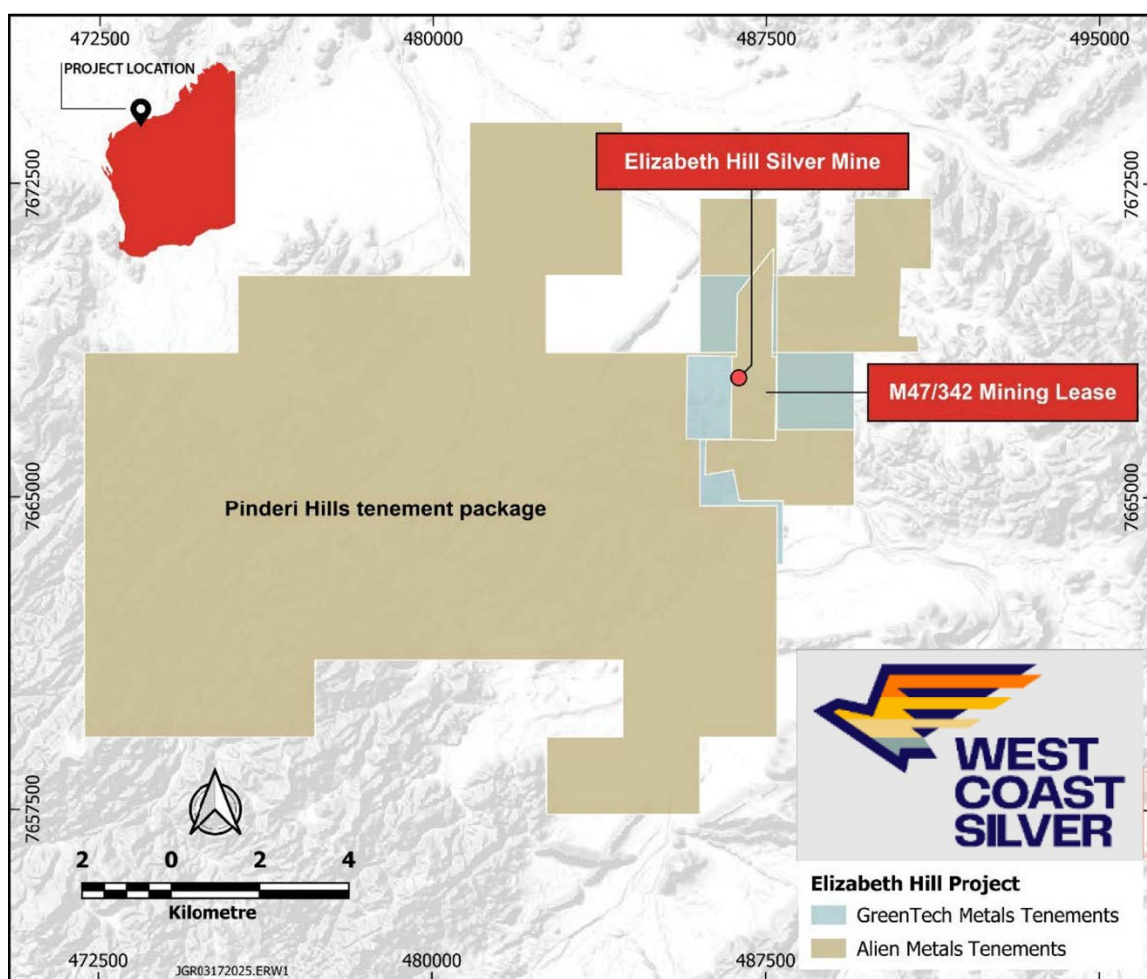 472500
480000
487500
495000
PROJECT LOCATION
7672500
Elizabeth Hill Silver Mine
7672500
M47/342 Mining Lease
7665000
Pinderi Hills tenement package
7665000
7657500
2 0 2 4
Kilometre
WEST
COAST
SILVER
Elizabeth Hill Project
GreenTech Metals Tenements
Alien Metals Tenements
472500
JGR03172025.ERW1
480000
487500